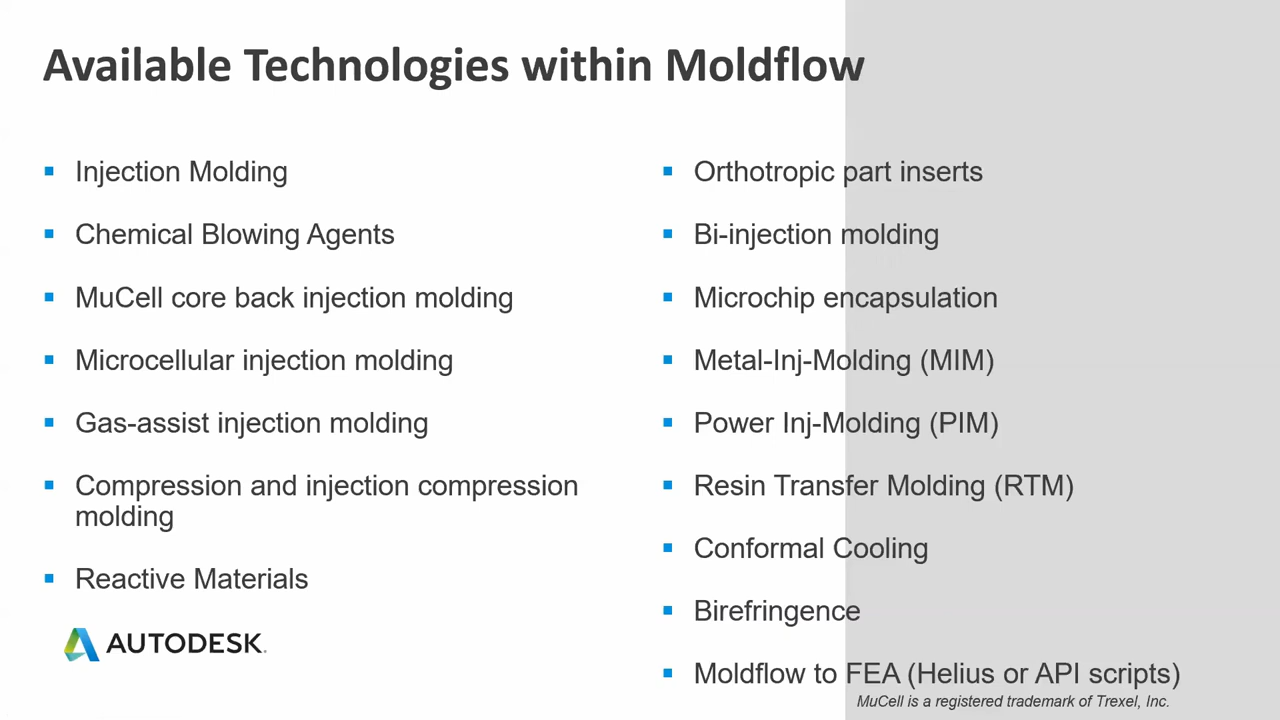 Available Technologies within Moldflow
Injection Molding
Chemical Blowing Agents
MuCell core back injection molding
Microcellular injection molding
Gas-assist injection molding
Compression and injection compression
molding
Reactive Materials
AUTODESK.
Orthotropic part inserts
Bi-injection molding
Microchip encapsulation
Metal-Inj-Molding (MIM)
Power Inj-Molding (PIM)
Resin Transfer Molding (RTM)
Conformal Cooling
Birefringence
Moldflow to FEA (Helius or API scripts)
MuCell is a registered trademark of Trexel, Inc.